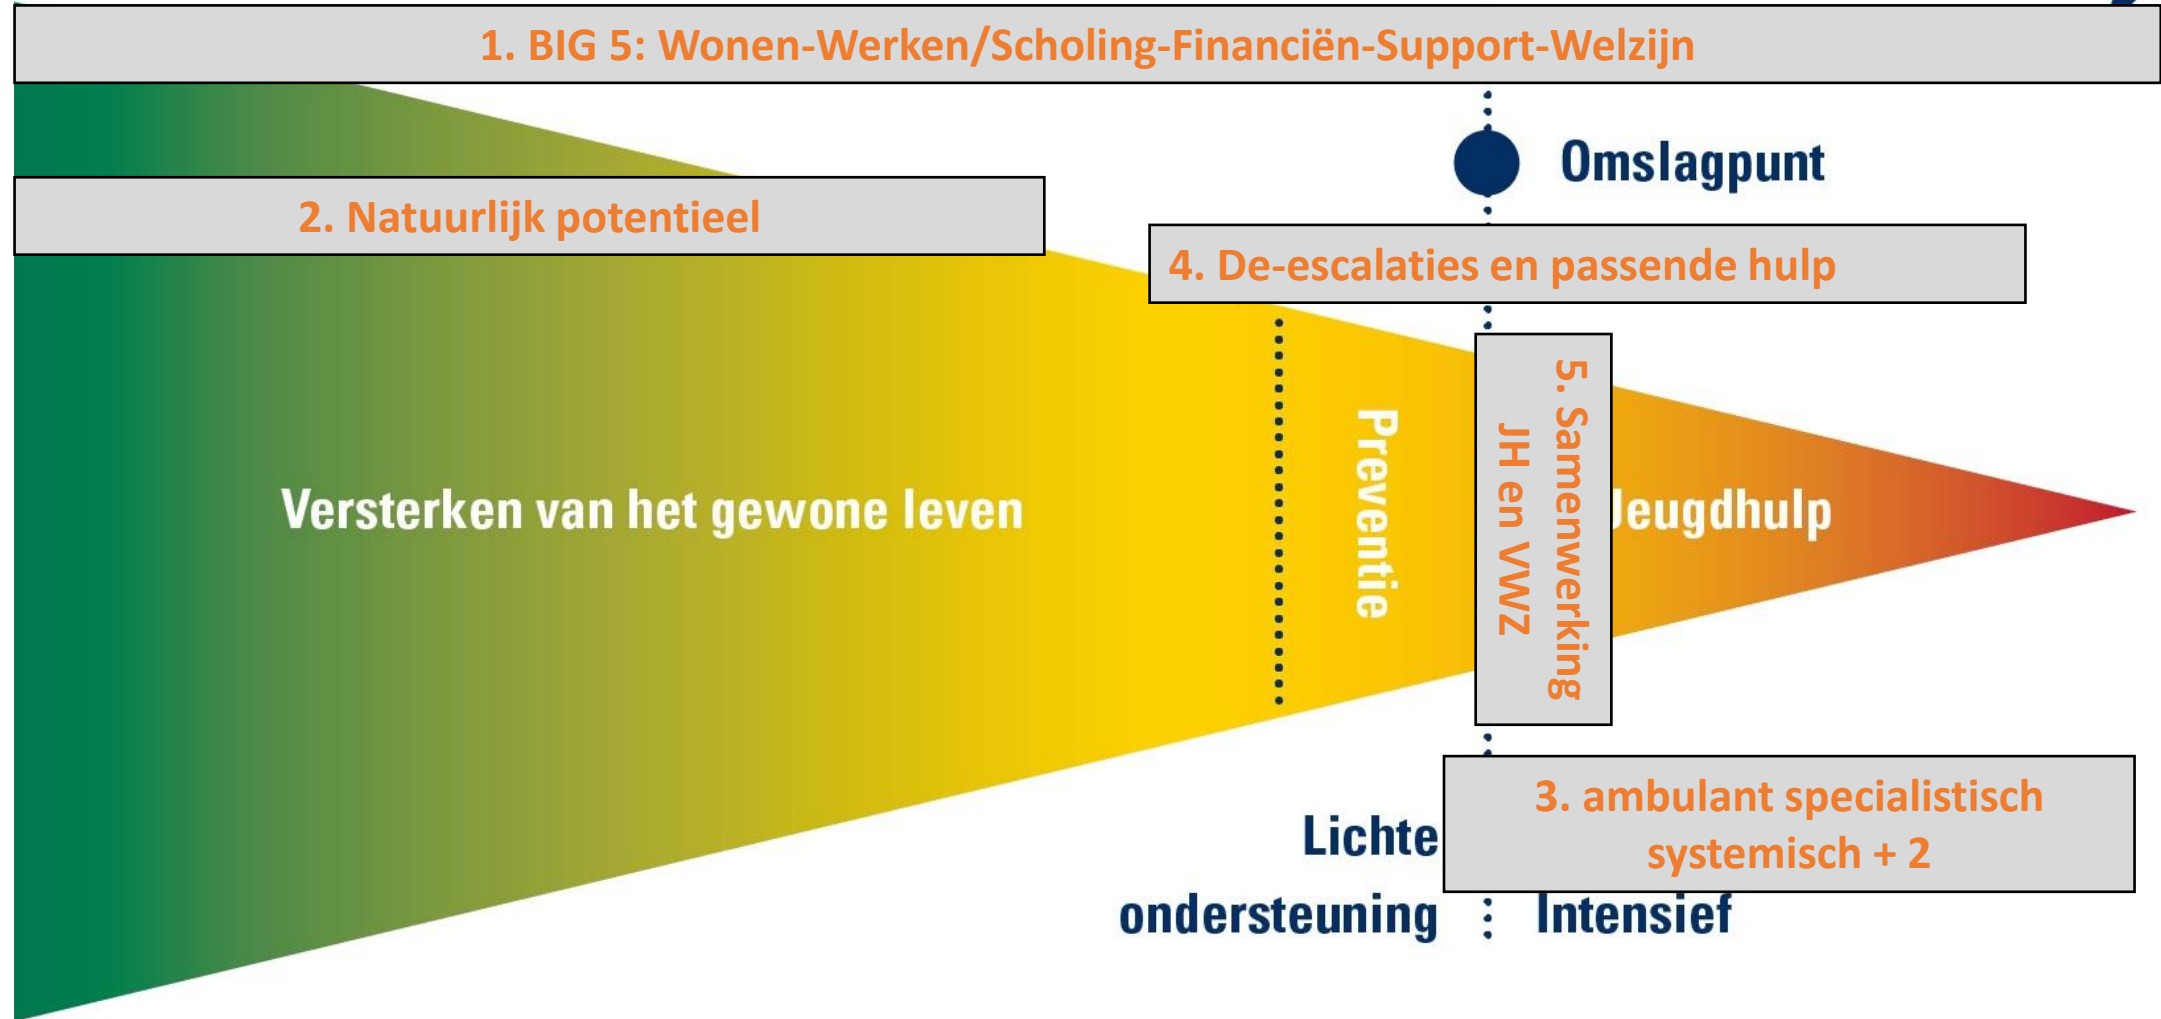 1. BIG 5: Wonen-Werken/Scholing-Financiën-Support-Welzijn
Omslagpunt
2. Natuurlijk potentieel
4. De-escalaties en passende hulp
Versterken van het gewone leven
Preventie
5. Samenwerking
JH en VWZ
Jeugdhulp
3. ambulant specialistisch
systemisch + 2
Lichte
ondersteuning
Intensief